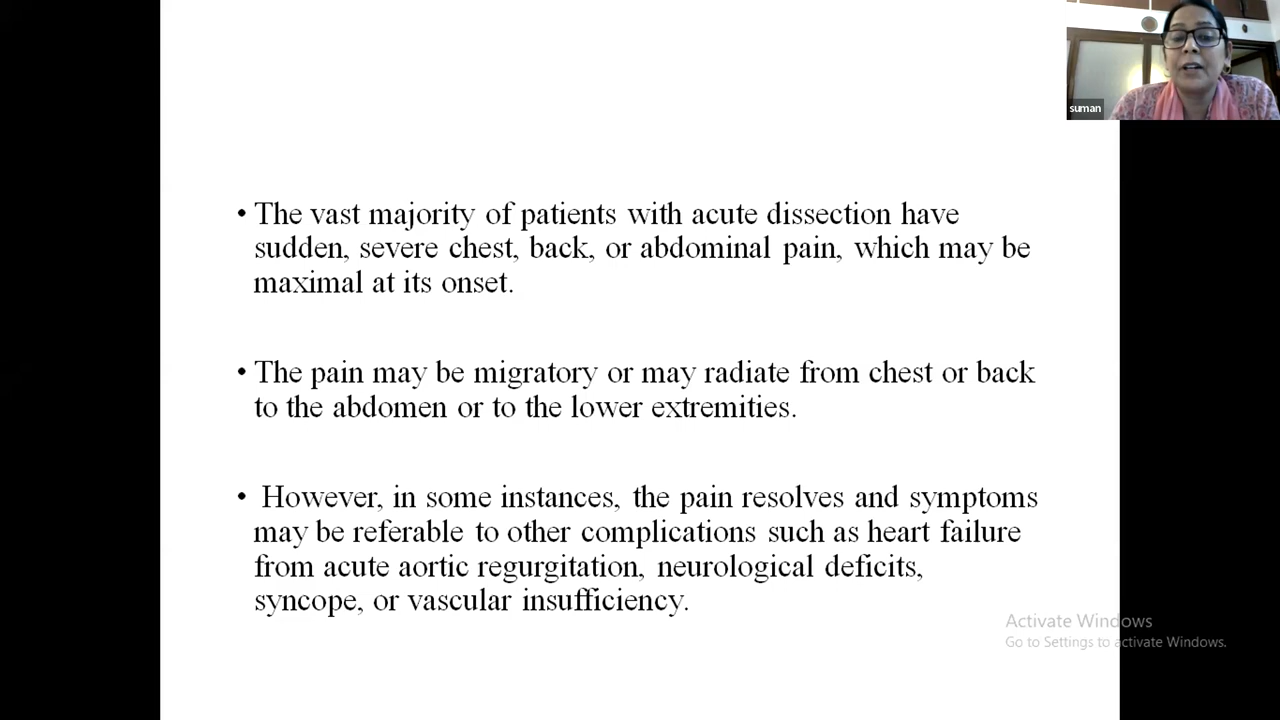 suman
• The vast majority of patients with acute dissection have
sudden, severe chest, back, or abdominal pain, which may be
maximal at its onset.
• The pain may be migratory or may radiate from chest or back
to the abdomen or to the lower extremities.
• However, in some instances, the pain resolves and symptoms
may be referable to other complications such as heart failure
from acute aortic regurgitation, neurological deficits,
syncope, or vascular insufficiency.
Activate Windows
Go to Settings to activate Windows.